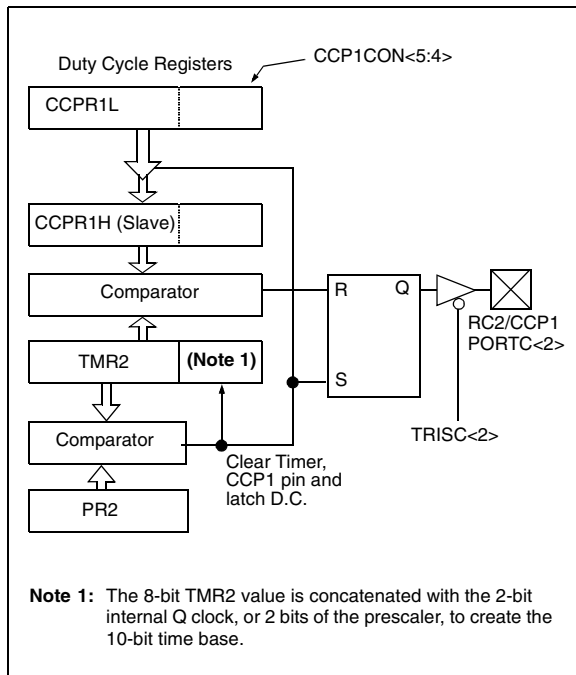 Duty Cycle Registers
CCP1CON<5:4>
CCPR1L
CCPR1H (Slave)
Comparator
R
Q
RC2/CCP1
PORTC<2>
TMR2
(Note 1)
S
TRISC<2>
Comparator
Clear Timer,
CCP1 pin and
latch D.C.
PR2
Note 1: The 8-bit TMR2 value is concatenated with the 2-bit
internal Q clock, or 2 bits of the prescaler, to create the
10-bit time base.